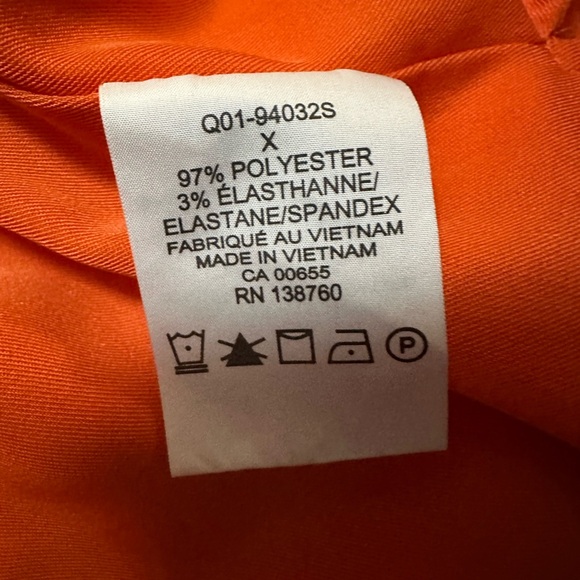 Q01-94032S
X
97% POLYESTER
3% ÉLASTHANNE/
ELASTANE/SPANDEX
FABRIQUÉ AU VIETNAM
MADE IN VIETNAM
CA 00655
RN 138760
P